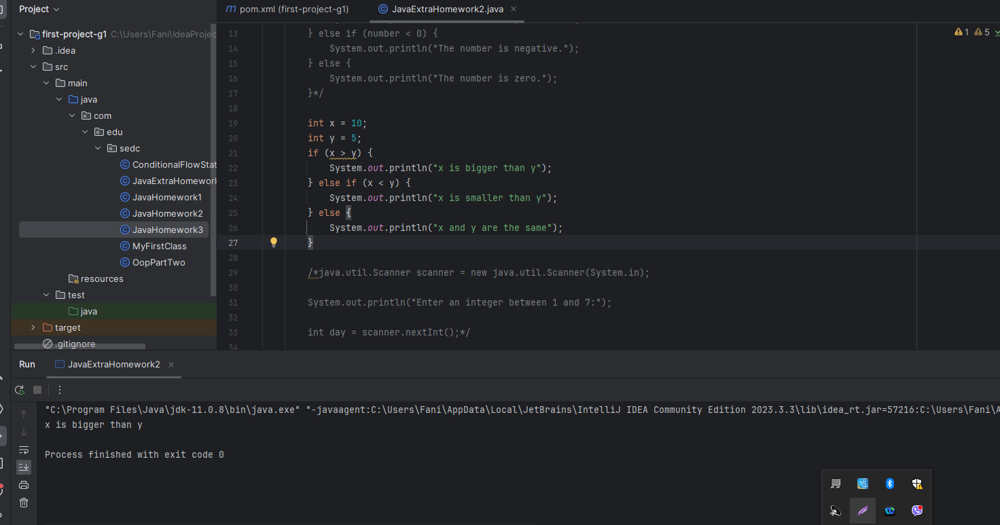 Project
pom.xml (first-project-g1)
JavaExtraHomework2.java
first-project-g1 C:\Users\Fani\IdeaProjec
.idea
src
main
java
com
edu
sedc
ConditionalFlowStat
JavaExtraHomework
JavaHomework1
JavaHomework2
JavaHomework3
MyFirstClass
OopPartTwo
resources
test
java
target
.gitignore
1 5
13 } else if (number < 0) {
14 System.out.println("The number is negative.");
15 } else {
16 System.out.println("The number is zero.");
17 }*/
18
19 int x = 10;
20 int y = 5;
21 if (x > y) {
22 System.out.println("x is bigger than y");
23 } else if (x < y) {
24 System.out.println("x is smaller than y");
25 } else {
26 System.out.println("x and y are the same");
27 }
28
29 /*java.util.Scanner scanner = new java.util.Scanner(System.in);
30
31 System.out.println("Enter an integer between 1 and 7:");
32
33 int day = scanner.nextInt();*/
34
Run
JavaExtraHomework2
"C:\Program Files\Java\jdk-11.0.8\bin\java.exe" "-javaagent:C:\Users\Fani\AppData\Local\JetBrains\IntelliJ IDEA Community Edition 2023.3.3\lib\idea_rt.jar=57216:C:\Users\Fani\A
x is bigger than y
Process finished with exit code 0